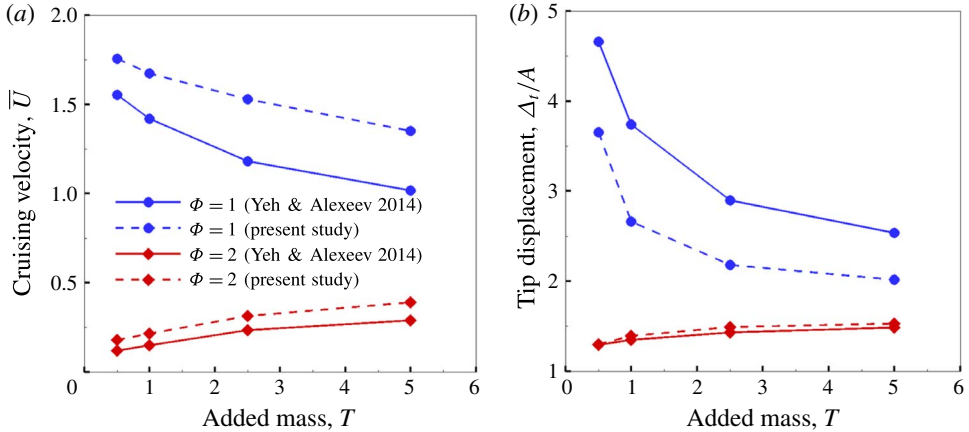 (a)
2.0
1.5
1.0
0.5
0
1
2
3
4
5
6
Cruising velocity, U̅
Φ = 1 (Yeh & Alexeev 2014)
Φ = 1 (present study)
Φ = 2 (Yeh & Alexeev 2014)
Φ = 2 (present study)
Added mass, T
(b)
5
4
3
2
1
0
1
2
3
4
5
6
Tip displacement, Δt/A
Added mass, T